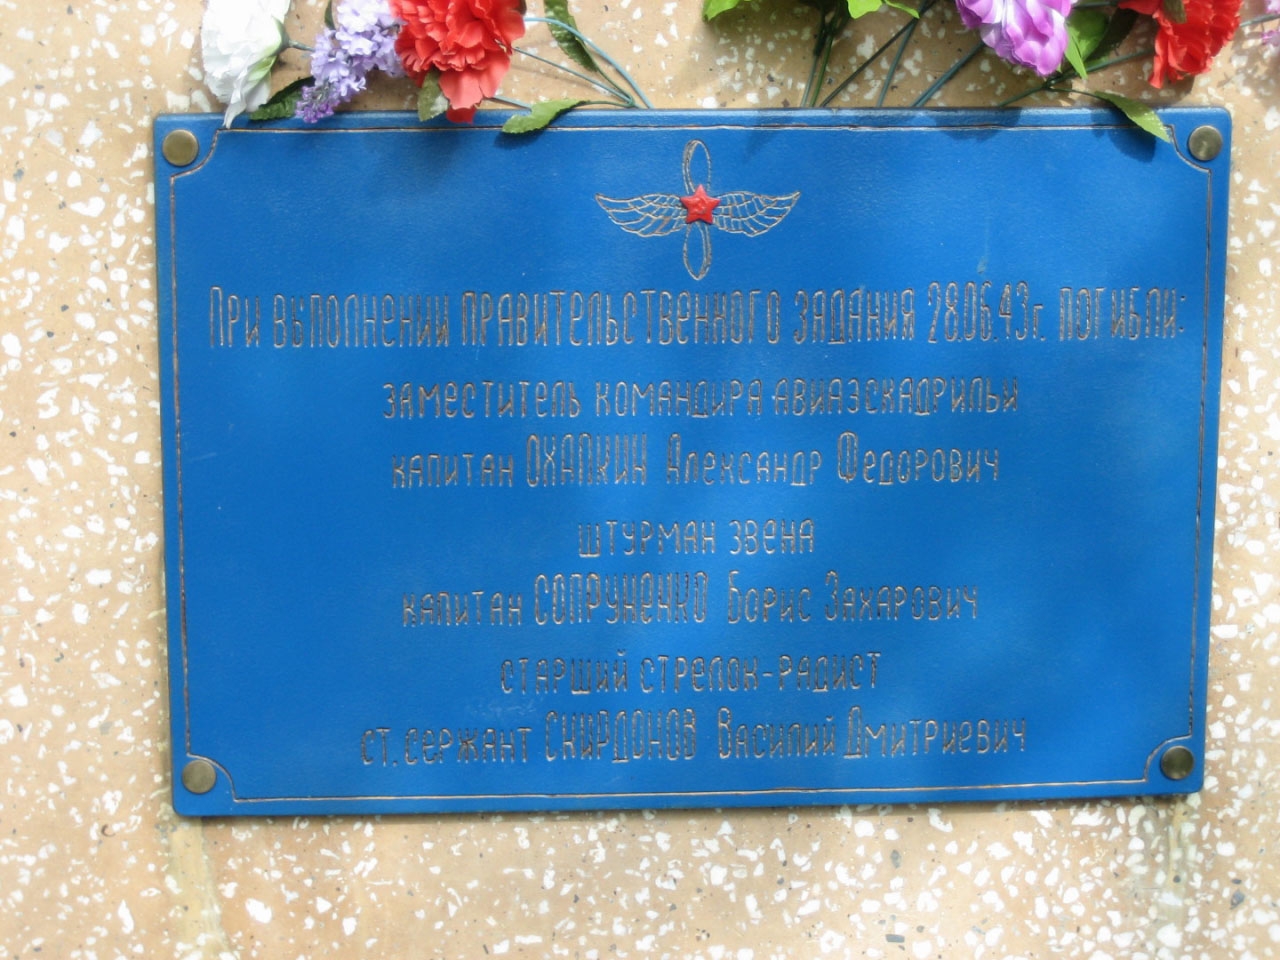 При выполнении правительственного задания 28.06.43г. погибли:
заместитель командира авиаэскадрильи
капитан ОХАПКИН Александр Федорович
штурман звена
капитан СОПРУНЕНКО Борис Захарович
старший стрелок-радист
ст. сержант СКИРДОНОВ Василий Дмитриевич